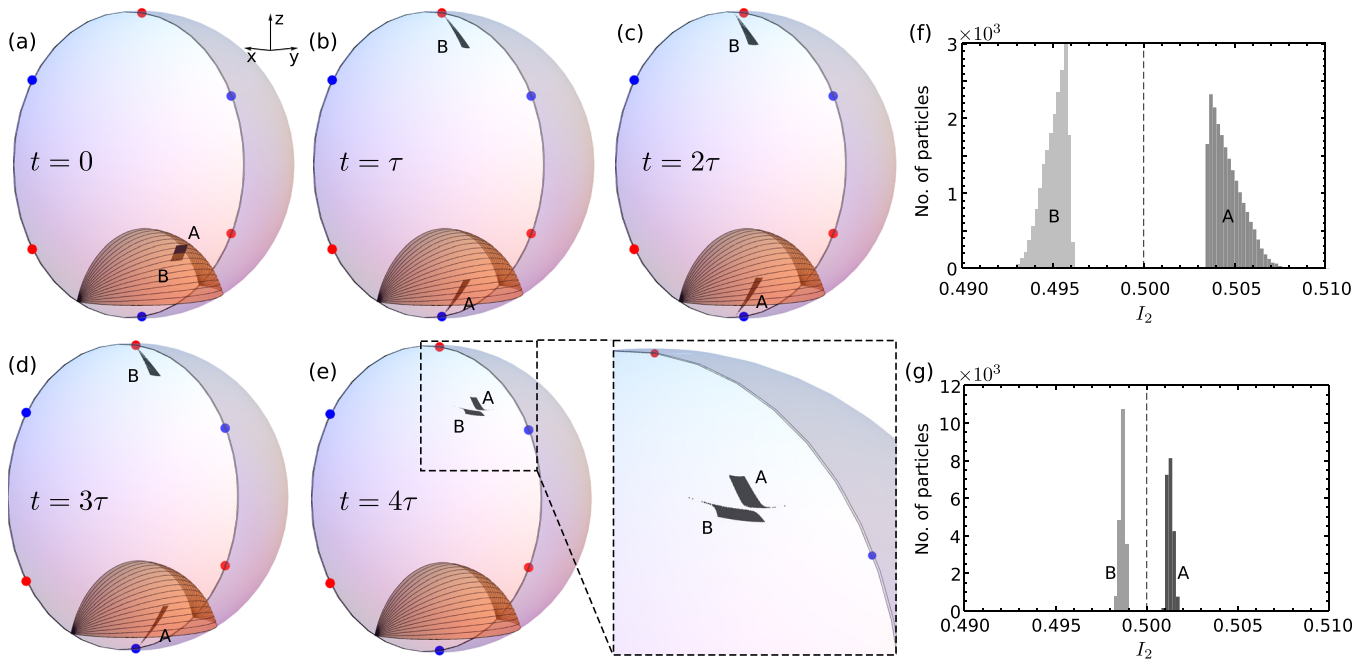 (a)
z
x
y
t = 0
A
B
(b)
B
t = τ
A
(c)
B
t = 2τ
A
(d)
B
t = 3τ
A
(e)
A
B
t = 4τ
A
B
(f)
×10³
3
2
1
0
No. of particles
B
A
0.490
0.495
0.500
0.505
0.510
I₂
(g)
×10³
12
10
8
6
4
2
0
No. of particles
B
A
0.490
0.495
0.500
0.505
0.510
I₂